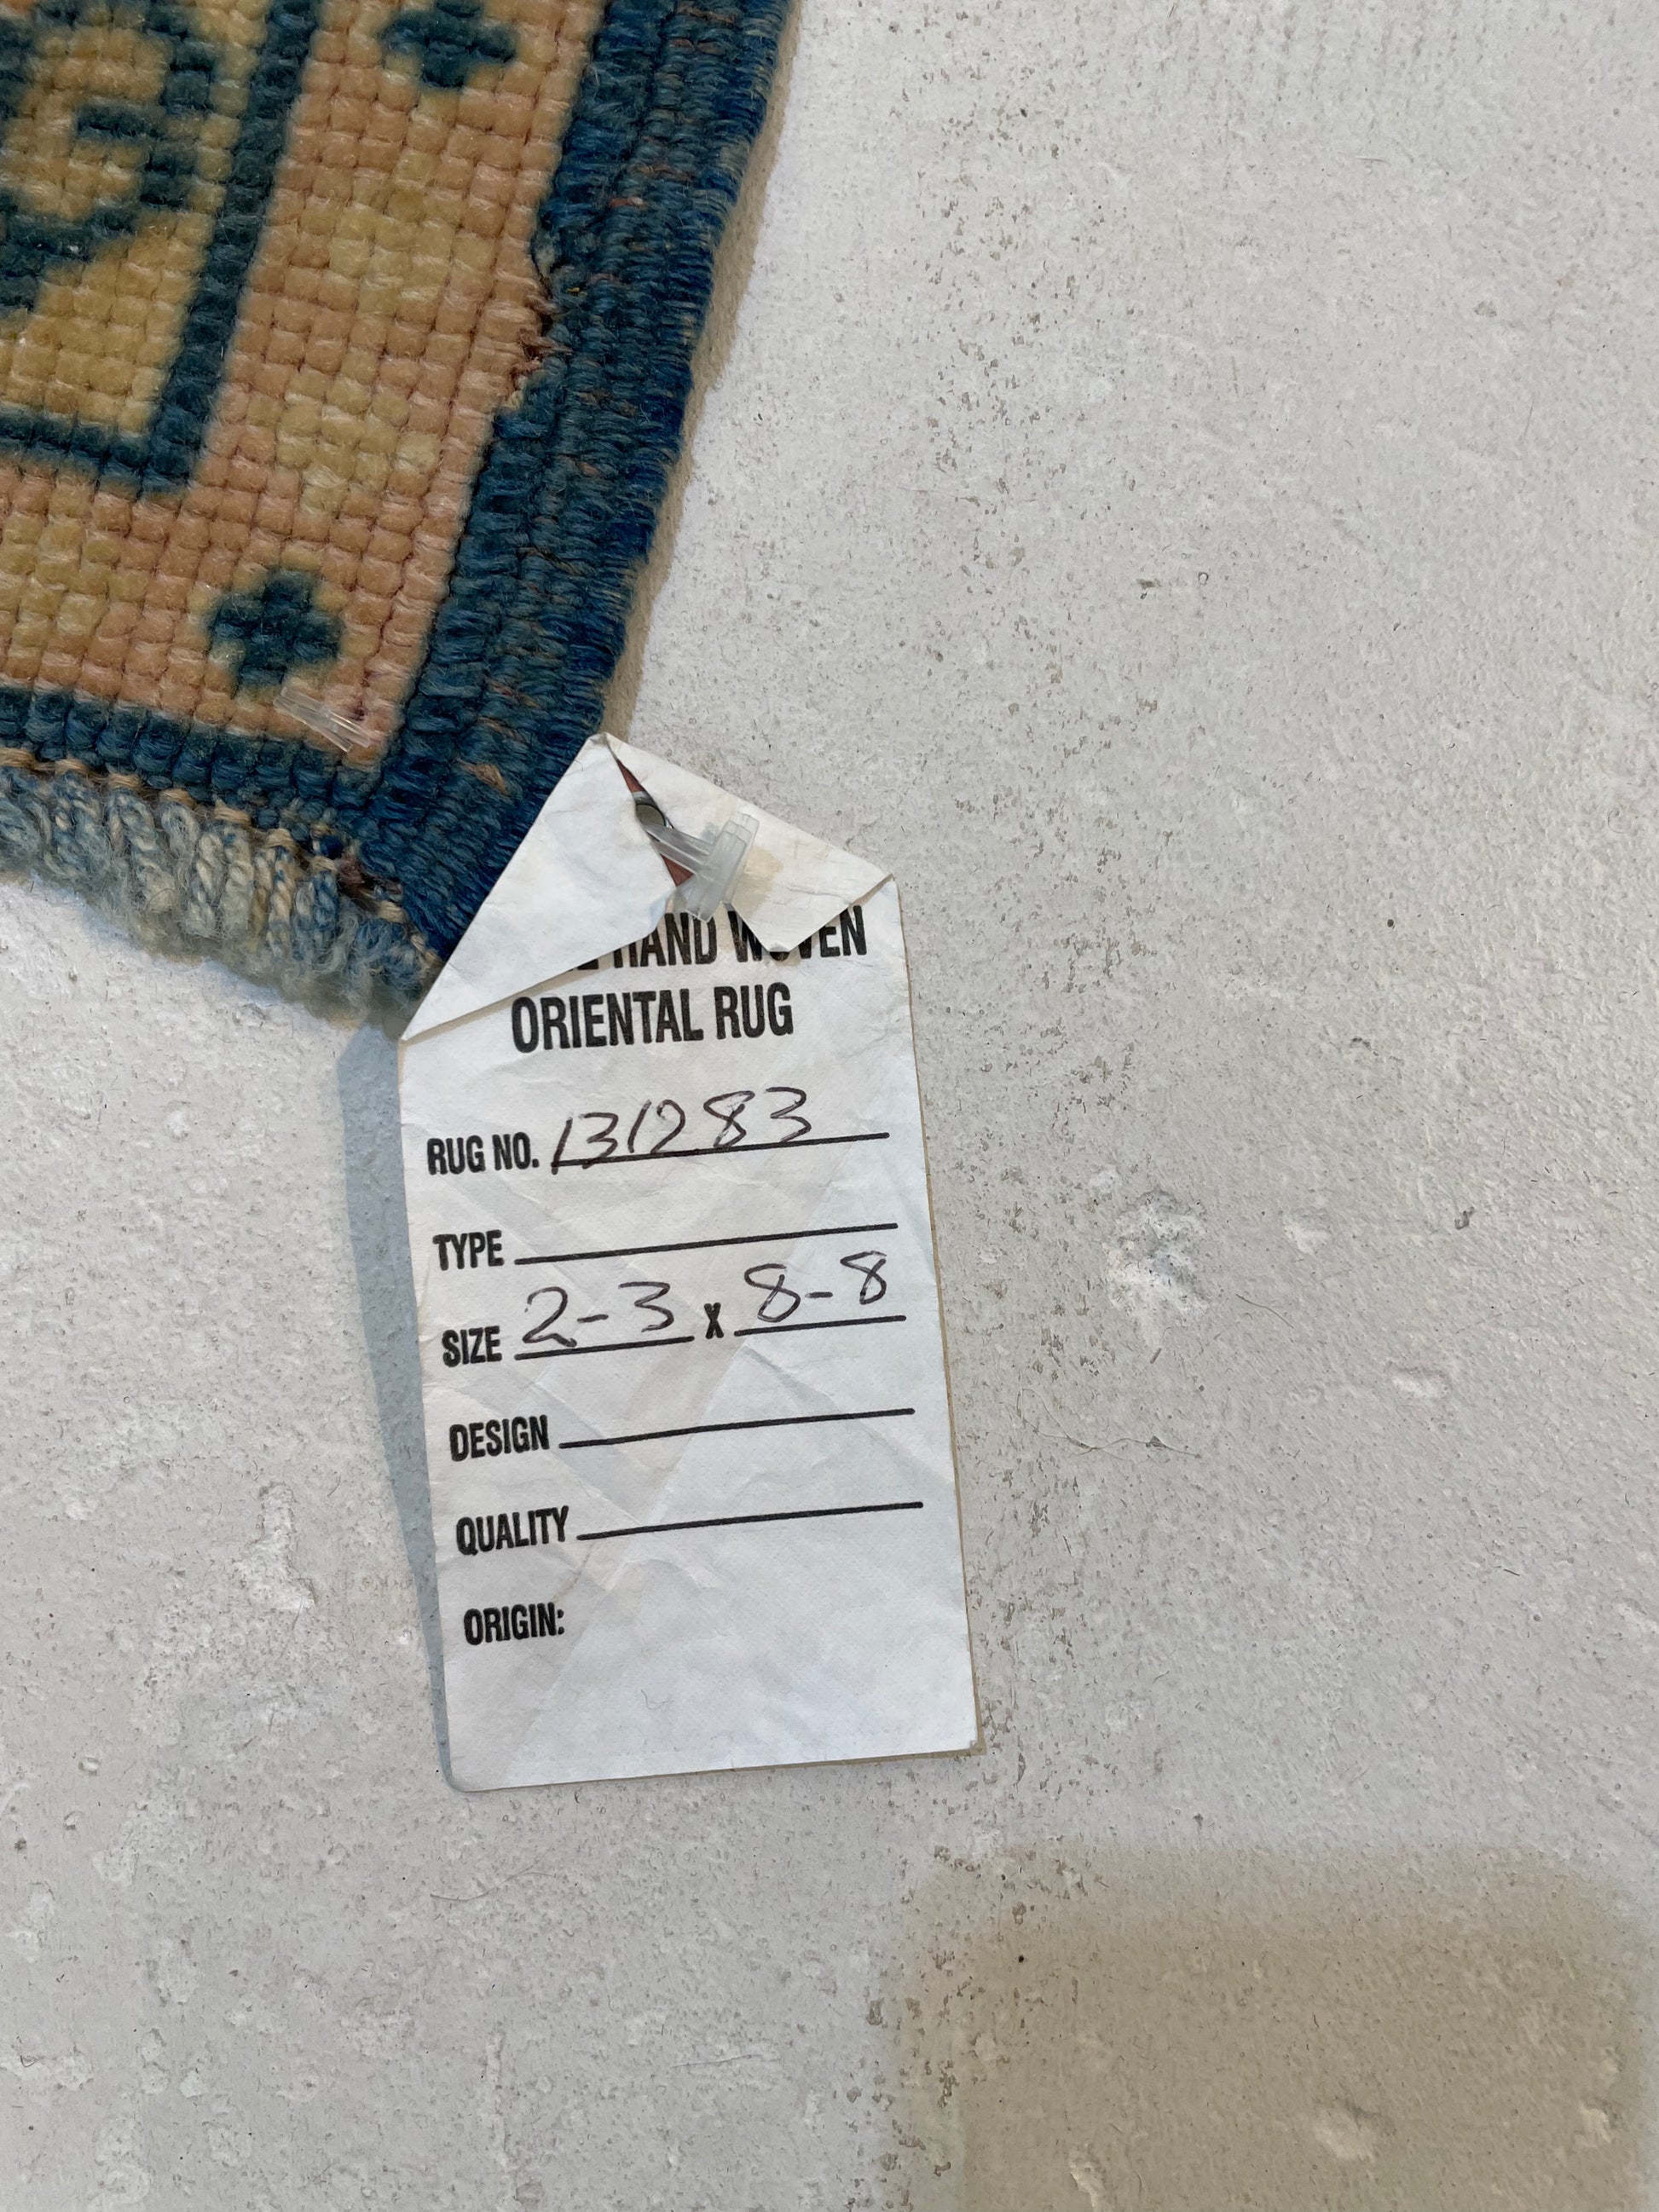 HAND WOVEN
ORIENTAL RUG
RUG NO. 131283
TYPE
SIZE 2-3 x 8-8
DESIGN
QUALITY
ORIGIN: